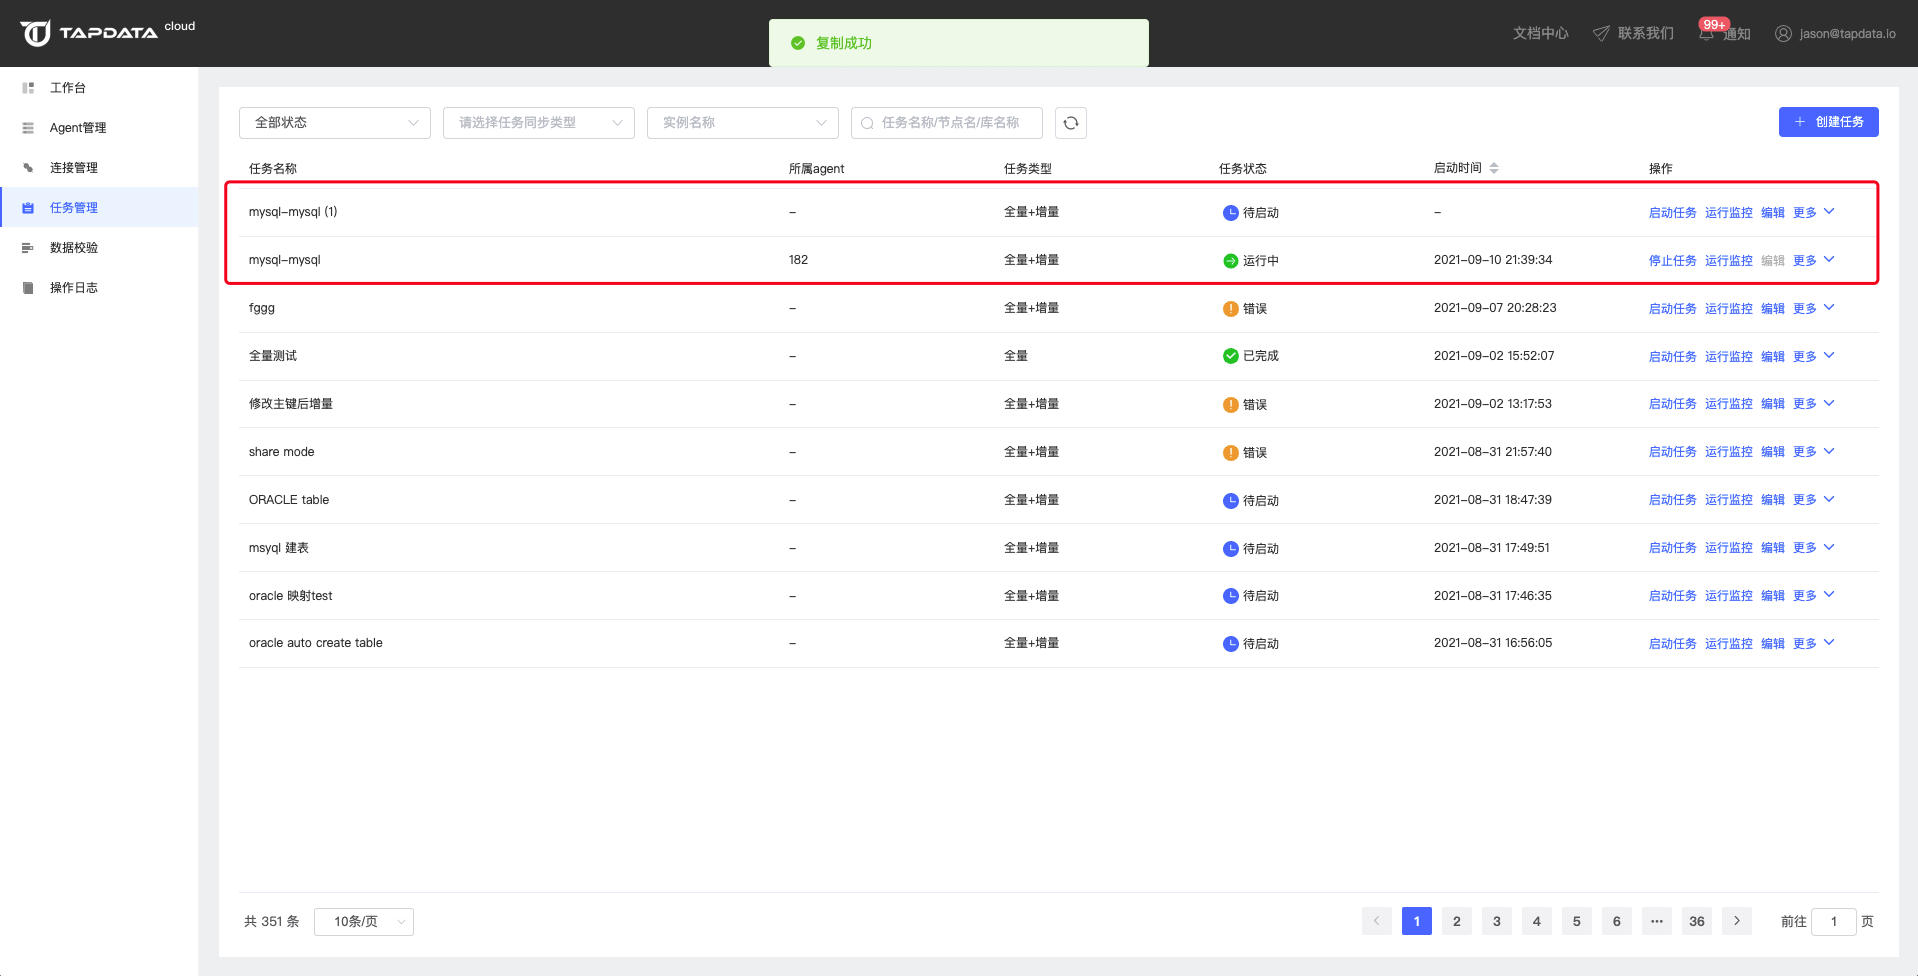 TAPDATA cloud
复制成功
文档中心 联系我们 99+ 通知 jason@tapdata.io
工作台
Agent管理
连接管理
任务管理
数据校验
操作日志
全部状态 请选择任务同步类型 实例名称 任务名称/节点名/库名称 创建任务
任务名称 所属agent 任务类型 任务状态 启动时间 操作
mysql-mysql (1) - 全量+增量 待启动 - 启动任务 运行监控 编辑 更多
mysql-mysql 182 全量+增量 运行中 2021-09-10 21:39:34 停止任务 运行监控 编辑 更多
fggg - 全量+增量 错误 2021-09-07 20:28:23 启动任务 运行监控 编辑 更多
全量测试 - 全量 已完成 2021-09-02 15:52:07 启动任务 运行监控 编辑 更多
修改主键后增量 - 全量+增量 错误 2021-09-02 13:17:53 启动任务 运行监控 编辑 更多
share mode - 全量+增量 错误 2021-08-31 21:57:40 启动任务 运行监控 编辑 更多
ORACLE table - 全量+增量 待启动 2021-08-31 18:47:39 启动任务 运行监控 编辑 更多
msyql 建表 - 全量+增量 待启动 2021-08-31 17:49:51 启动任务 运行监控 编辑 更多
oracle 映射test - 全量+增量 待启动 2021-08-31 17:46:35 启动任务 运行监控 编辑 更多
oracle auto create table - 全量+增量 待启动 2021-08-31 16:56:05 启动任务 运行监控 编辑 更多
共 351 条 10条/页 1 2 3 4 5 6 ··· 36 前往 1 页